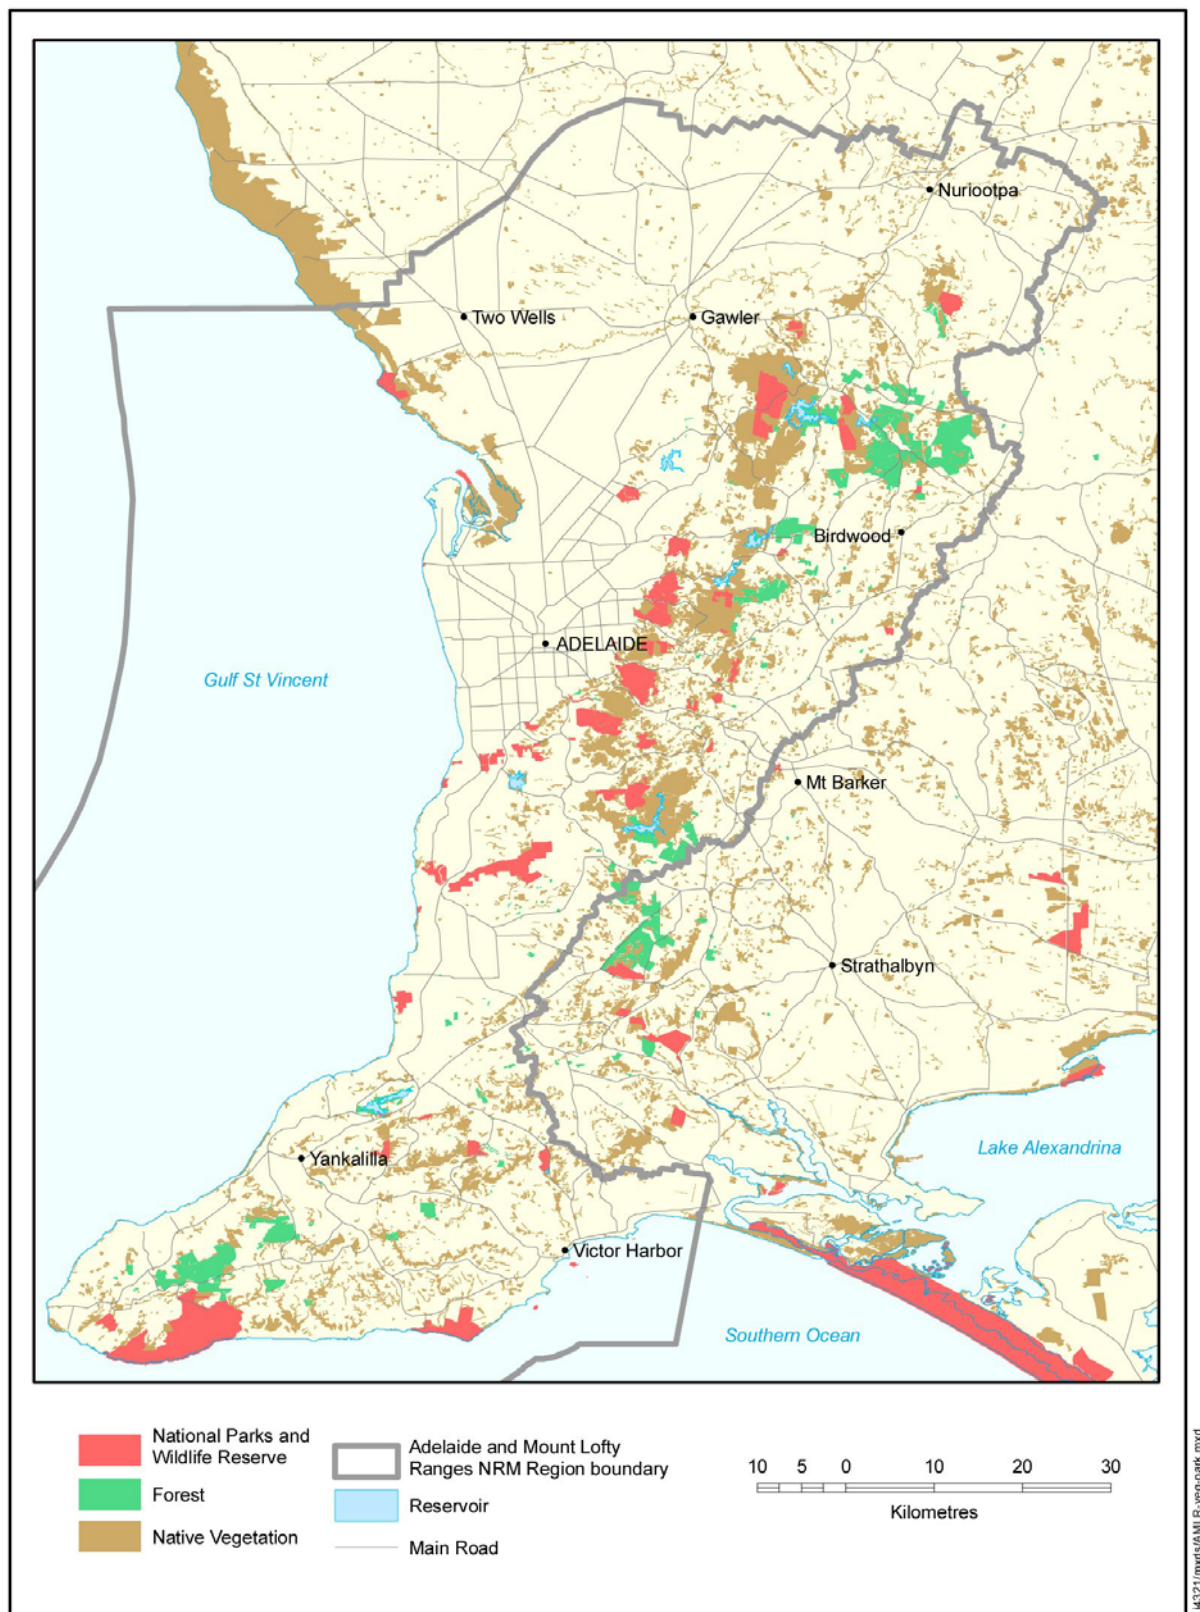 Nuriootpa
Two Wells
Gawler
Birdwood
ADELAIDE
Gulf St Vincent
Mt Barker
Strathalbyn
Lake Alexandrina
Yankalilla
Victor Harbor
Southern Ocean
National Parks and
Wildlife Reserve
Forest
Native Vegetation
Adelaide and Mount Lofty
Ranges NRM Region boundary
Reservoir
Main Road
10 5 0 10 20 30
Kilometres